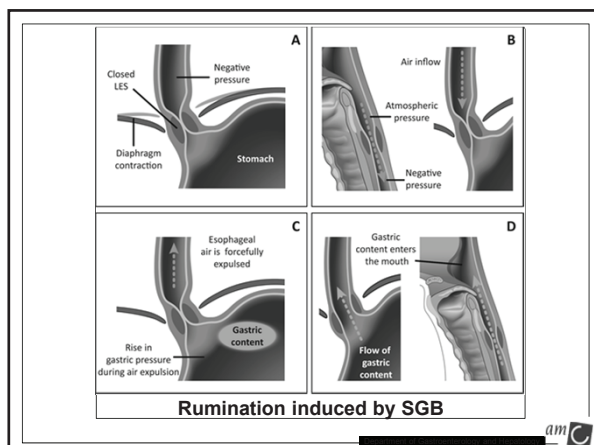 A
Closed
LES
Negative
pressure
Diaphragm
contraction
Stomach
B
Air inflow
Atmospheric
pressure
Negative
pressure
C
Esophageal
air is forcefully
expulsed
Gastric
content
Rise in
gastric pressure
during air expulsion
D
Gastric
content enters
the mouth
Flow of
gastric
content
Rumination induced by SGB
amC